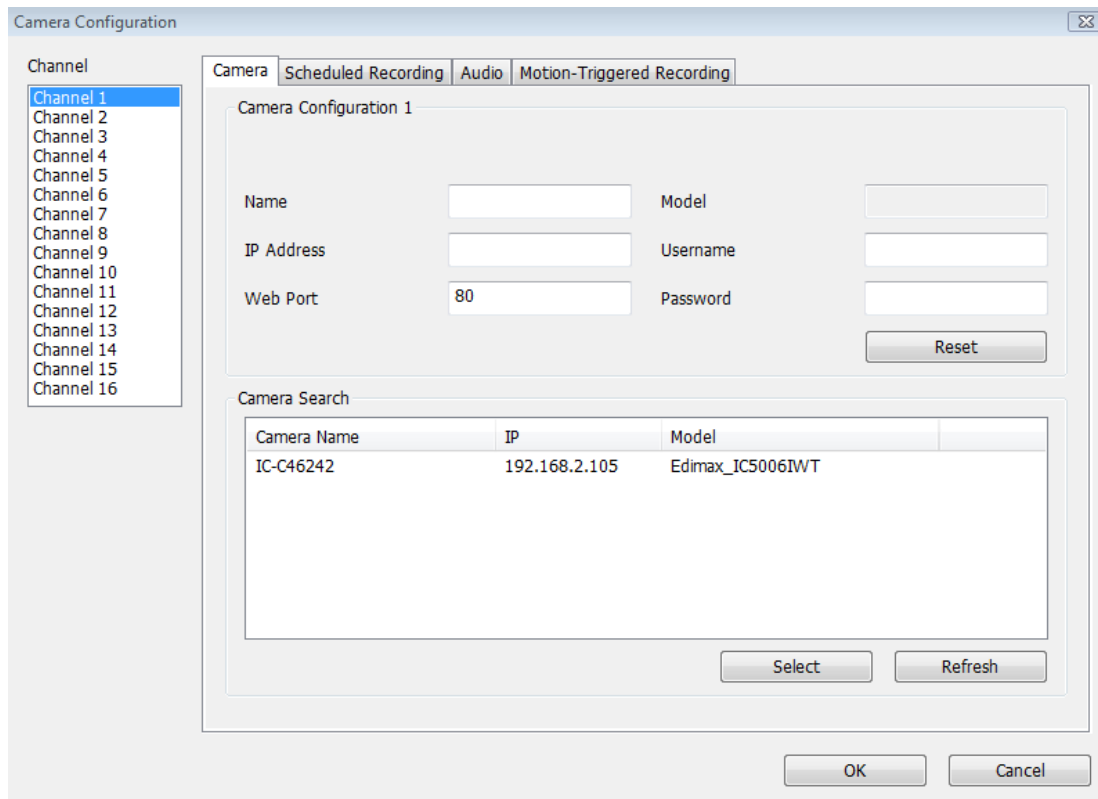 Camera Configuration
Channel
Channel 1
Channel 2
Channel 3
Channel 4
Channel 5
Channel 6
Channel 7
Channel 8
Channel 9
Channel 10
Channel 11
Channel 12
Channel 13
Channel 14
Channel 15
Channel 16
Camera Scheduled Recording Audio Motion-Triggered Recording
Camera Configuration 1
Name Model
IP Address Username
Web Port 80 Password
Reset
Camera Search
Camera Name IP Model
IC-C46242 192.168.2.105 Edimax_IC5006IWT
Select Refresh
OK Cancel